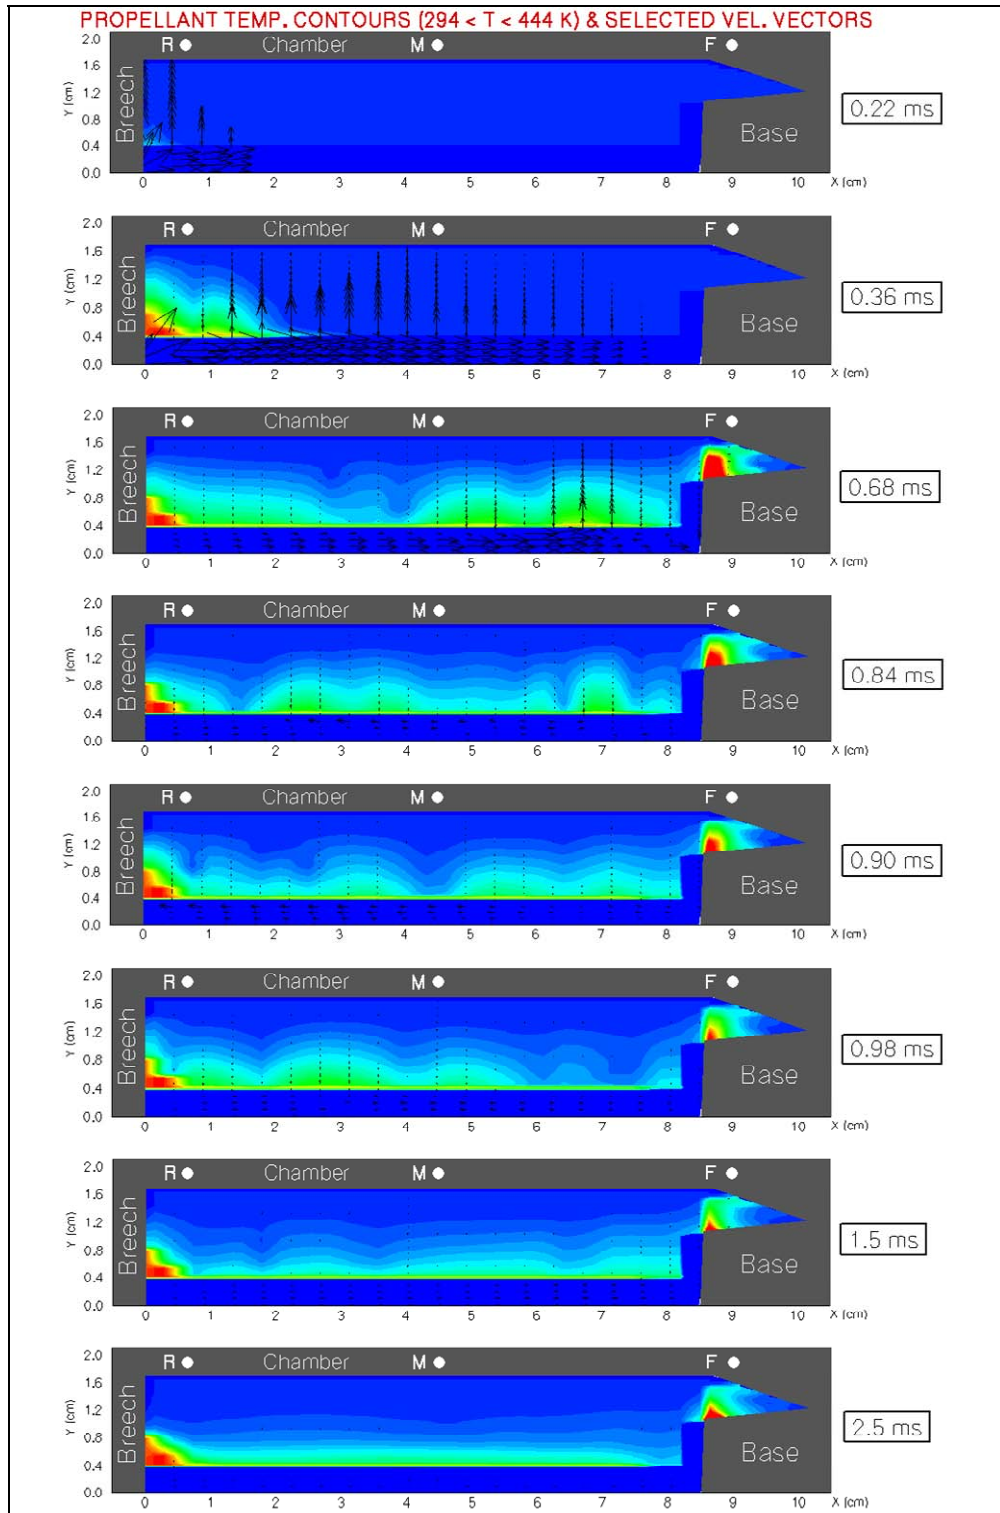 PROPELLANT TEMP. CONTOURS (294 < T < 444 K) & SELECTED VEL. VECTORS
2.0
1.6
1.2
0.8
0.4
0.0
Y (cm)
Breech
R Chamber M F
Base
0 1 2 3 4 5 6 7 8 9 10 X (cm)
0.22 ms
2.0
1.6
1.2
0.8
0.4
0.0
Y (cm)
Breech
R Chamber M F
Base
0 1 2 3 4 5 6 7 8 9 10 X (cm)
0.36 ms
2.0
1.6
1.2
0.8
0.4
0.0
Y (cm)
Breech
R Chamber M F
Base
0 1 2 3 4 5 6 7 8 9 10 X (cm)
0.68 ms
2.0
1.6
1.2
0.8
0.4
0.0
Y (cm)
Breech
R Chamber M F
Base
0 1 2 3 4 5 6 7 8 9 10 X (cm)
0.84 ms
2.0
1.6
1.2
0.8
0.4
0.0
Y (cm)
Breech
R Chamber M F
Base
0 1 2 3 4 5 6 7 8 9 10 X (cm)
0.90 ms
2.0
1.6
1.2
0.8
0.4
0.0
Y (cm)
Breech
R Chamber M F
Base
0 1 2 3 4 5 6 7 8 9 10 X (cm)
0.98 ms
2.0
1.6
1.2
0.8
0.4
0.0
Y (cm)
Breech
R Chamber M F
Base
0 1 2 3 4 5 6 7 8 9 10 X (cm)
1.5 ms
2.0
1.6
1.2
0.8
0.4
0.0
Y (cm)
Breech
R Chamber M F
Base
0 1 2 3 4 5 6 7 8 9 10 X (cm)
2.5 ms